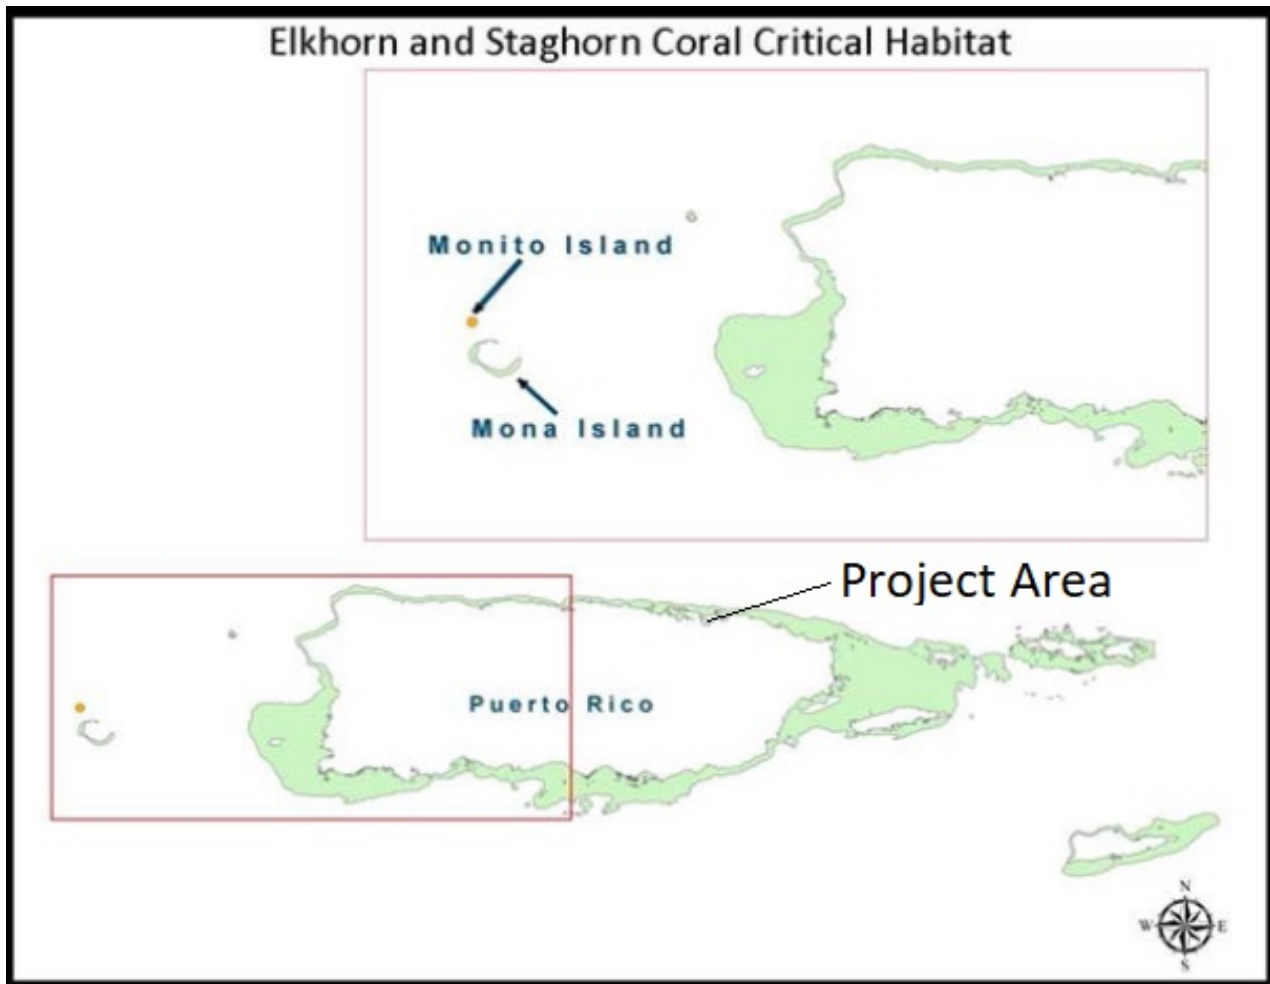 Elkhorn and Staghorn Coral Critical Habitat
Monito Island
Mona Island
Project Area
Puerto Rico
N
W E
S